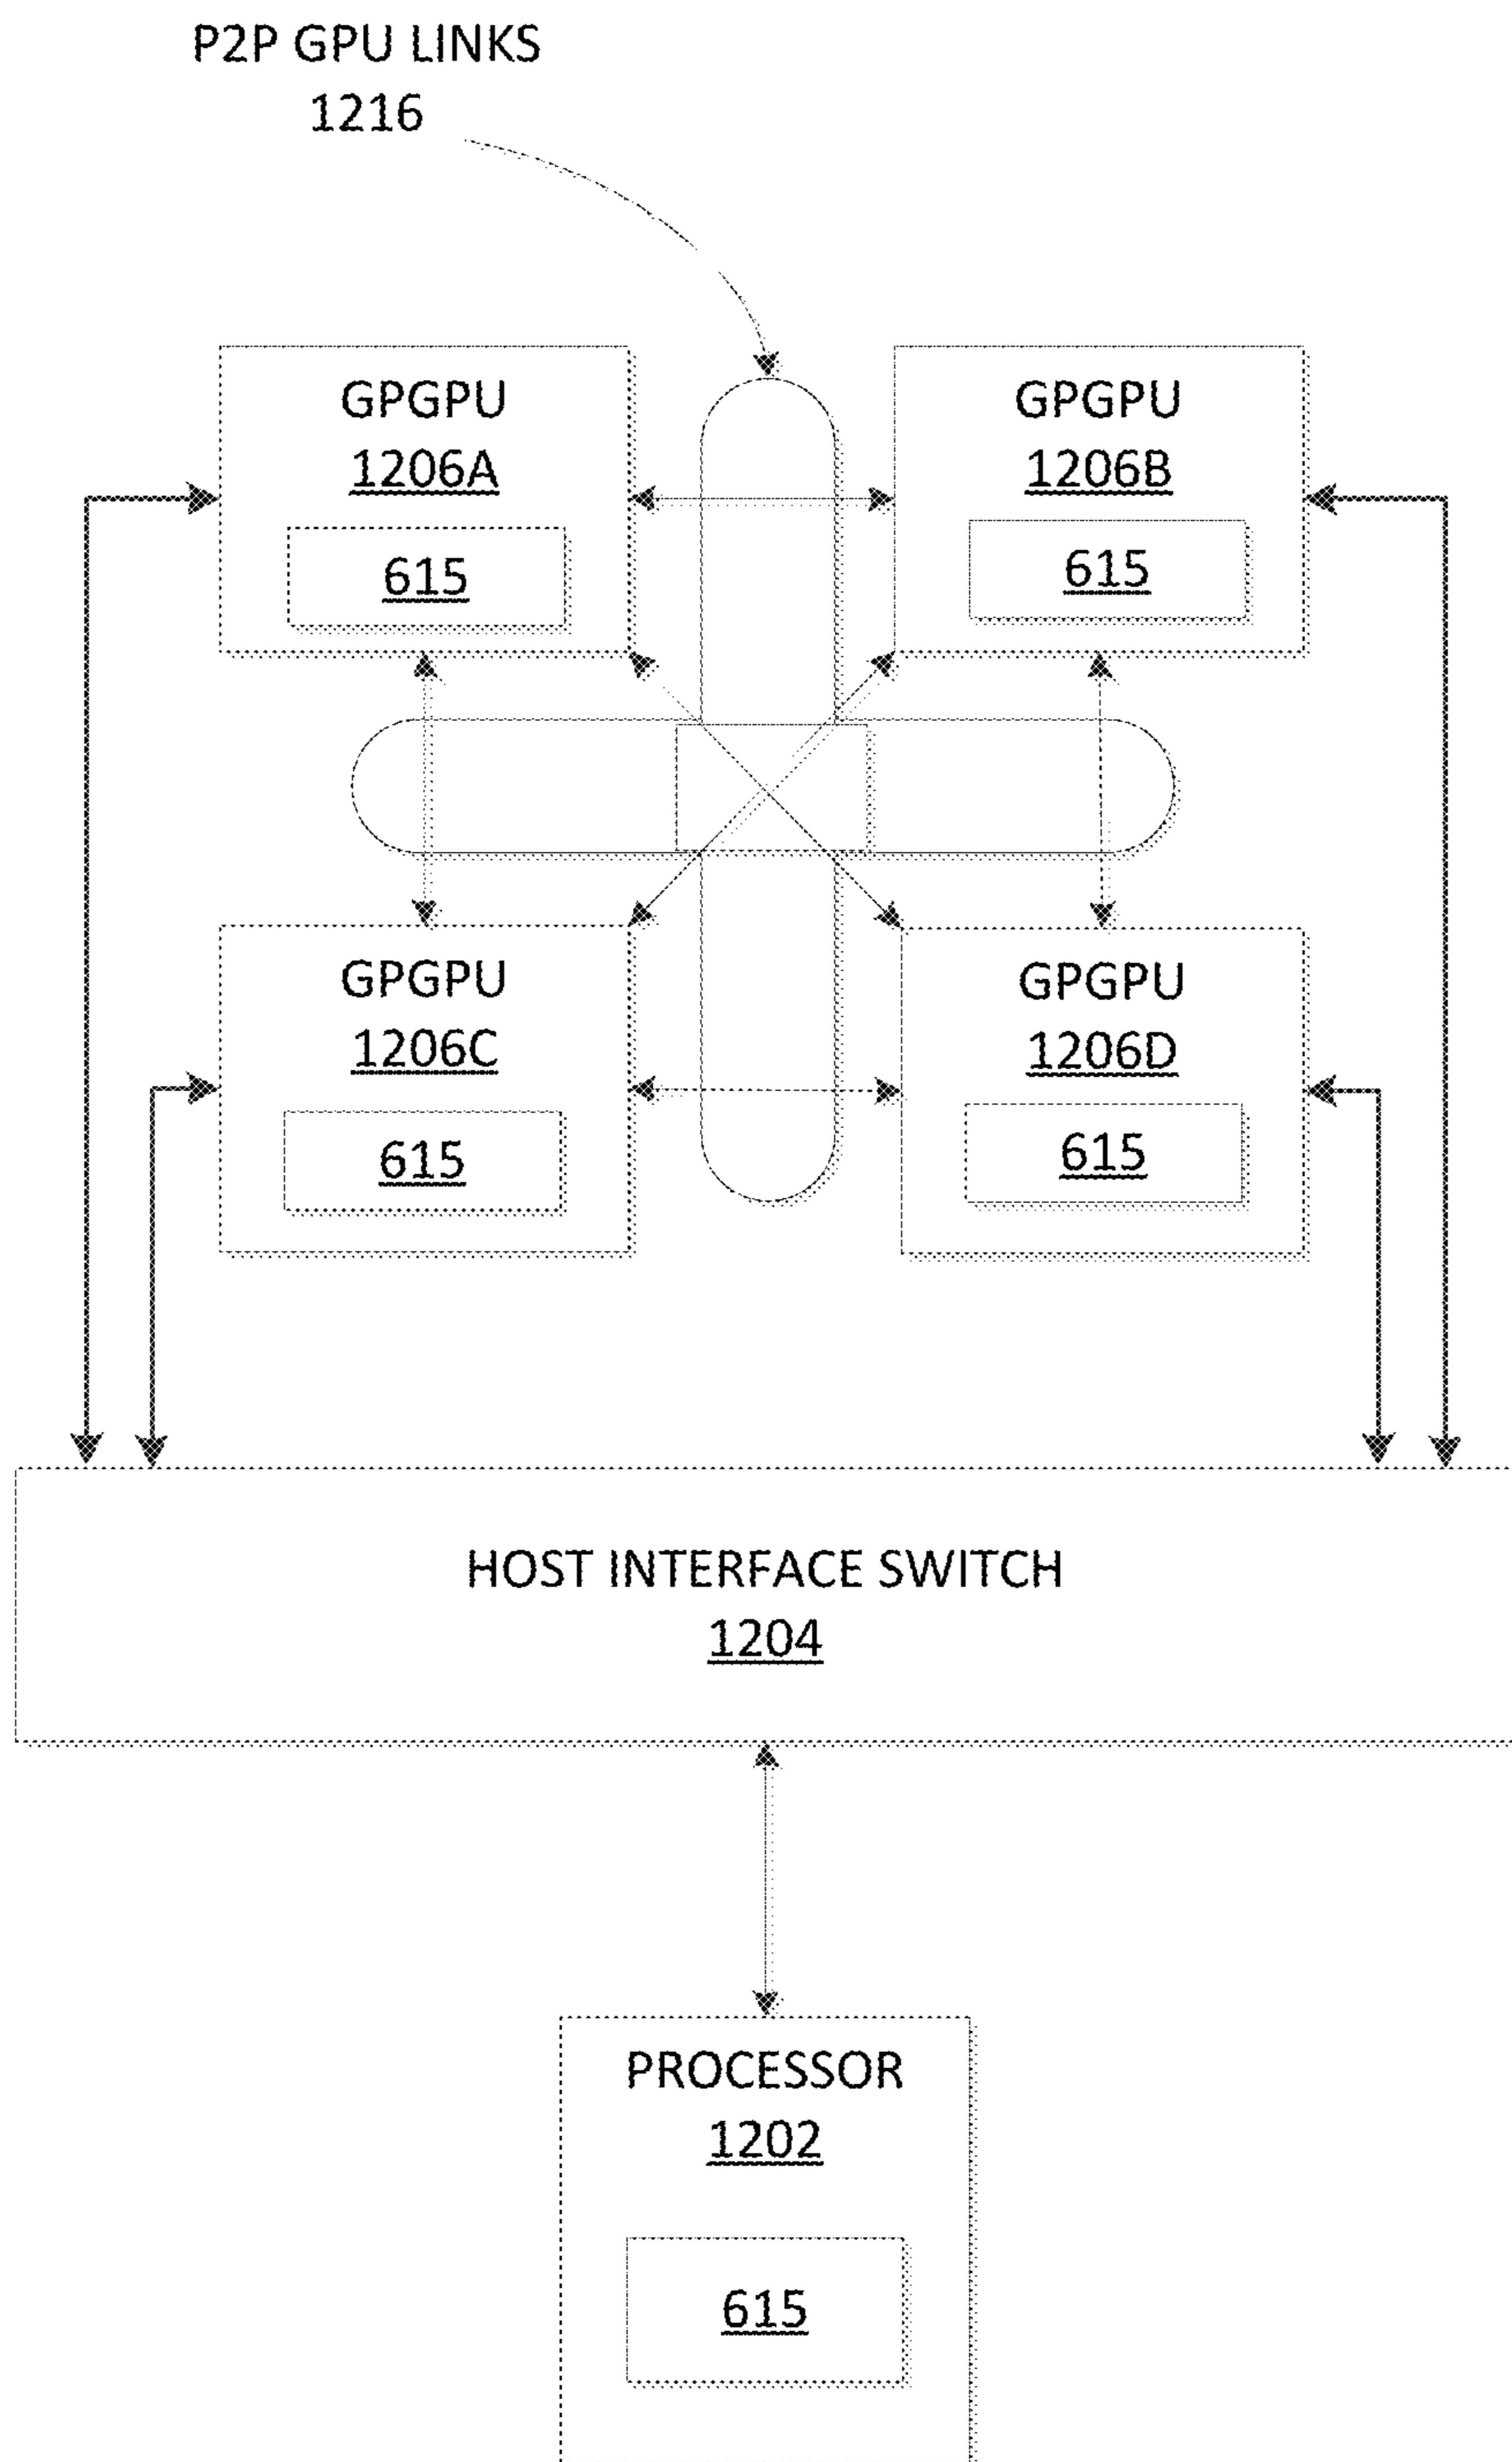 P2P GPU LINKS
1216
GPGPU
1206A
615
GPGPU
1206B
615
GPGPU
1206C
615
GPGPU
1206D
615
HOST INTERFACE SWITCH
1204
PROCESSOR
1202
615